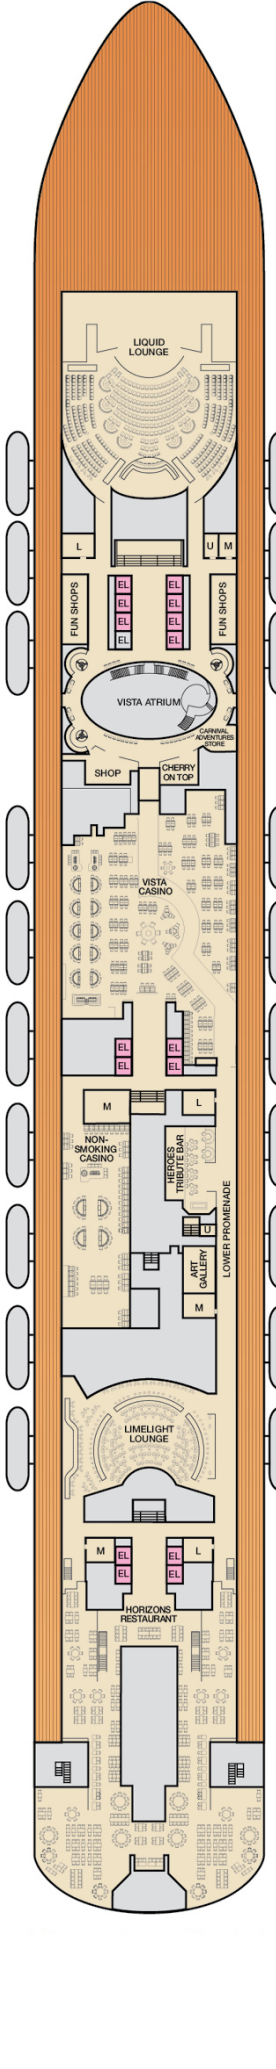 LIQUID
LOUNGE
L
U
M
FUN SHOPS
EL
EL
EL
EL
EL
EL
EL
EL
FUN SHOPS
VISTA ATRIUM
CARNIVAL
ADVENTURES
STORE
SHOP
CHERRY
ON TOP
VISTA
CASINO
EL
EL
EL
EL
M
L
NON-
SMOKING
CASINO
HEROES
TRIBUTE BAR
LOWER PROMENADE
U
ART
GALLERY
M
LIMELIGHT
LOUNGE
M
EL
EL
L
EL
EL
HORIZONS
RESTAURANT